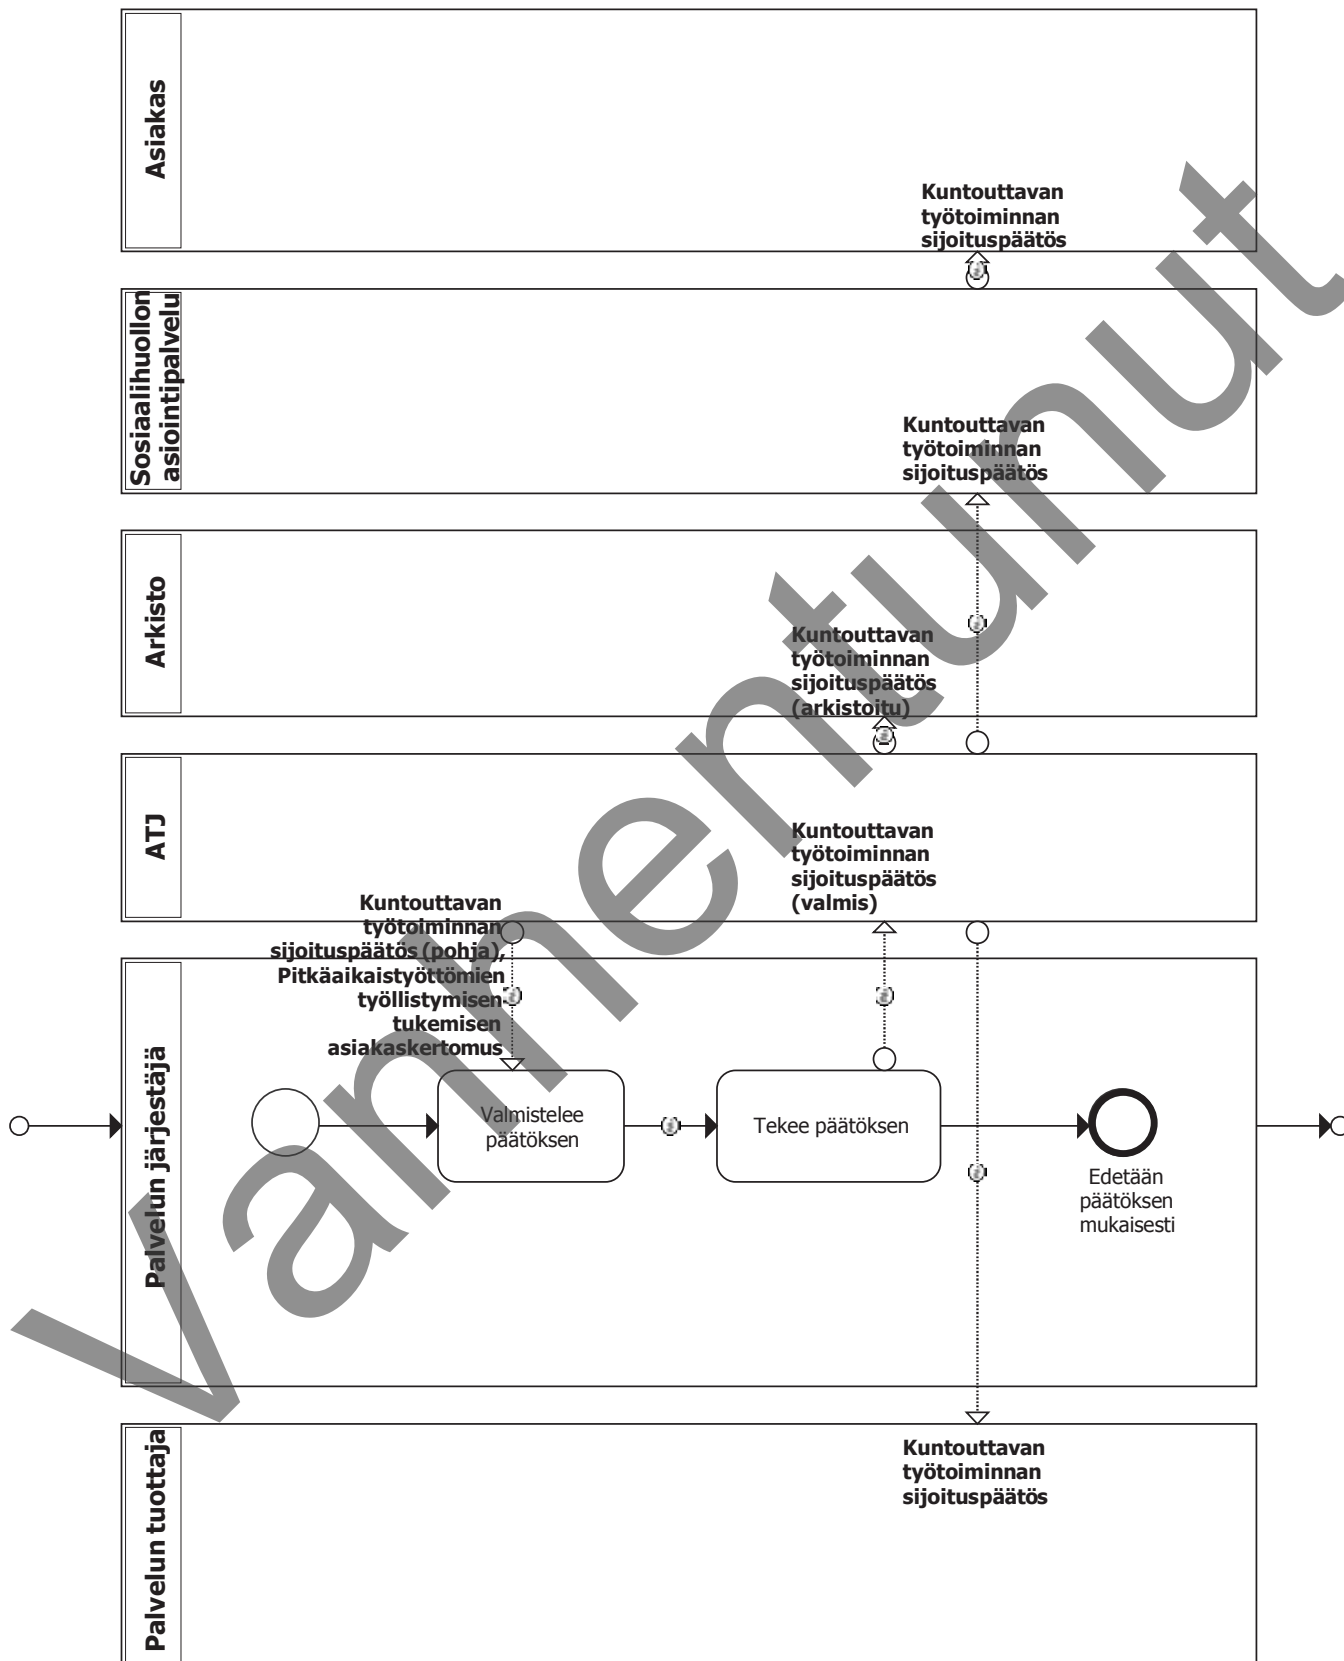 Asiakas
Kuntouttavan
työtoiminnan
sijoituspäätös
Sosiaalihuollon
asiointipalvelu
Kuntouttavan
työtoiminnan
sijoituspäätös
Arkisto
Kuntouttavan
työtoiminnan
sijoituspäätös
(arkistoitu)
ATJ
Kuntouttavan
työtoiminnan
sijoituspäätös
(valmis)
Kuntouttavan
työtoiminnan
sijoituspäätös (pohja),
Pitkäaikaistyöttömien
työllistymisen
tukemisen
asiakaskertomus
Palvelun järjestäjä
Valmistelee
päätöksen
Tekee päätöksen
Edetään
päätöksen
mukaisesti
Palvelun tuottaja
Kuntouttavan
työtoiminnan
sijoituspäätös
Vanhentunut